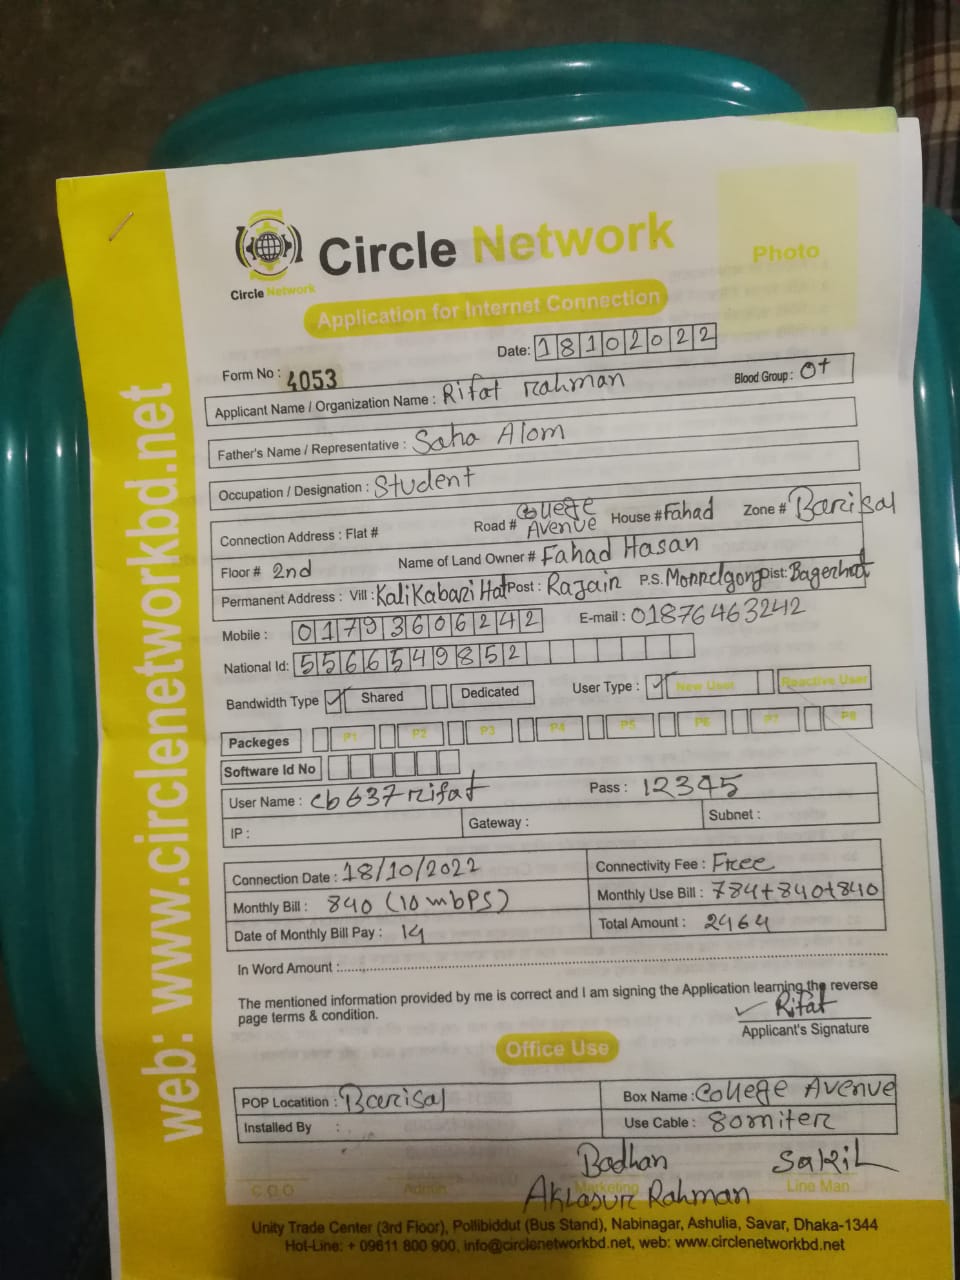 web: www.circlenetworkbd.net
Circle Network
Circle Network
Photo
Application for Internet Connection
Date: 18102022
Form No : 4053
Applicant Name / Organization Name : Rifat rahman Blood Group : O+
Father's Name / Representative : Saha Alom
Occupation / Designation : Student
Connection Address : Flat # Road # College Avenue House # Fahad Zone # Barisal
Floor # 2nd Name of Land Owner # Fahad Hasan
Permanent Address : Vill : Kali Kabari Hat Post : Rajain P.S. Morrelgong Dist: Bagerhat
Mobile : 01793606242 E-mail : 01876463242
National Id: 5566549852
Bandwidth Type Shared Dedicated User Type : New User Reactive User
Packeges P1 P2 P3 P4 P5 P6 P7 P8
Software Id No
User Name : cb637rifat Pass : 12345
IP : Gateway : Subnet :
Connection Date : 18/10/2022 Connectivity Fee : Free
Monthly Bill : 840 (10 mbPS) Monthly Use Bill : 784+840+840
Date of Monthly Bill Pay : 14 Total Amount : 2464
In Word Amount :
The mentioned information provided by me is correct and I am signing the Application learning the reverse
page terms & condition.
Rifat
Applicant's Signature
Office Use
POP Locatition : Barisal Box Name : College Avenue
Installed By : Use Cable : 80 miter
Badhan Sakil
C.O.O Admin Marketing Line Man
Aklasur Rahman
Unity Trade Center (3rd Floor), Pollibiddut (Bus Stand), Nabinagar, Ashulia, Savar, Dhaka-1344
Hot-Line: + 09611 800 900, info@circlenetworkbd.net, web: www.circlenetworkbd.net